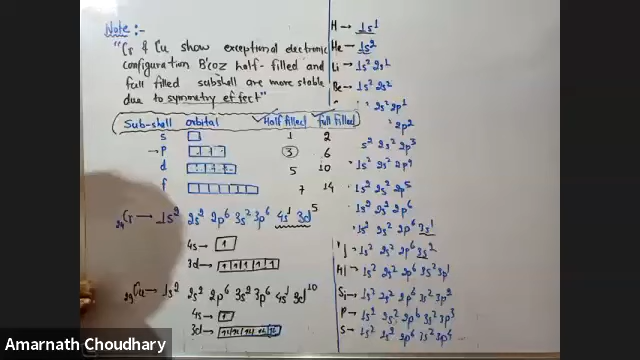 Note :-
"Cr & Cu show exceptional electronic
configuration B'coz half-filled and
full filled subshell are more stable
due to symmetry effect"
Sub-shell orbital Half filled Full filled
s 1 2
→p 3 6
d 5 10
f 7 14
₂₄Cr → 1s² 2s² 2p⁶ 3s² 3p⁶ 4s¹ 3d⁵
4s → 1
3d → 1 1 1 1 1
₂₉Cu → 1s² 2s² 2p⁶ 3s² 3p⁶ 4s¹ 3d¹⁰
4s → 1
3d →
H → 1s¹
He → 1s²
Li → 1s² 2s¹
Be → 1s² 2s²
2s² 2p¹
2p²
s² 2s² 2p³
1s² 2s² 2p⁴
1s² 2s² 2p⁵
1s² 2s² 2p⁶
1s² 2s² 2p⁶ 3s¹
1s² 2s² 2p⁶ 3s²
Al → 1s² 2s² 2p⁶ 3s² 3p¹
Si → 1s² 2s² 2p⁶ 3s² 3p²
P → 1s² 2s² 2p⁶ 3s² 3p³
S → 1s² 2s² 2p⁶ 3s² 3p⁴
Amarnath Choudhary